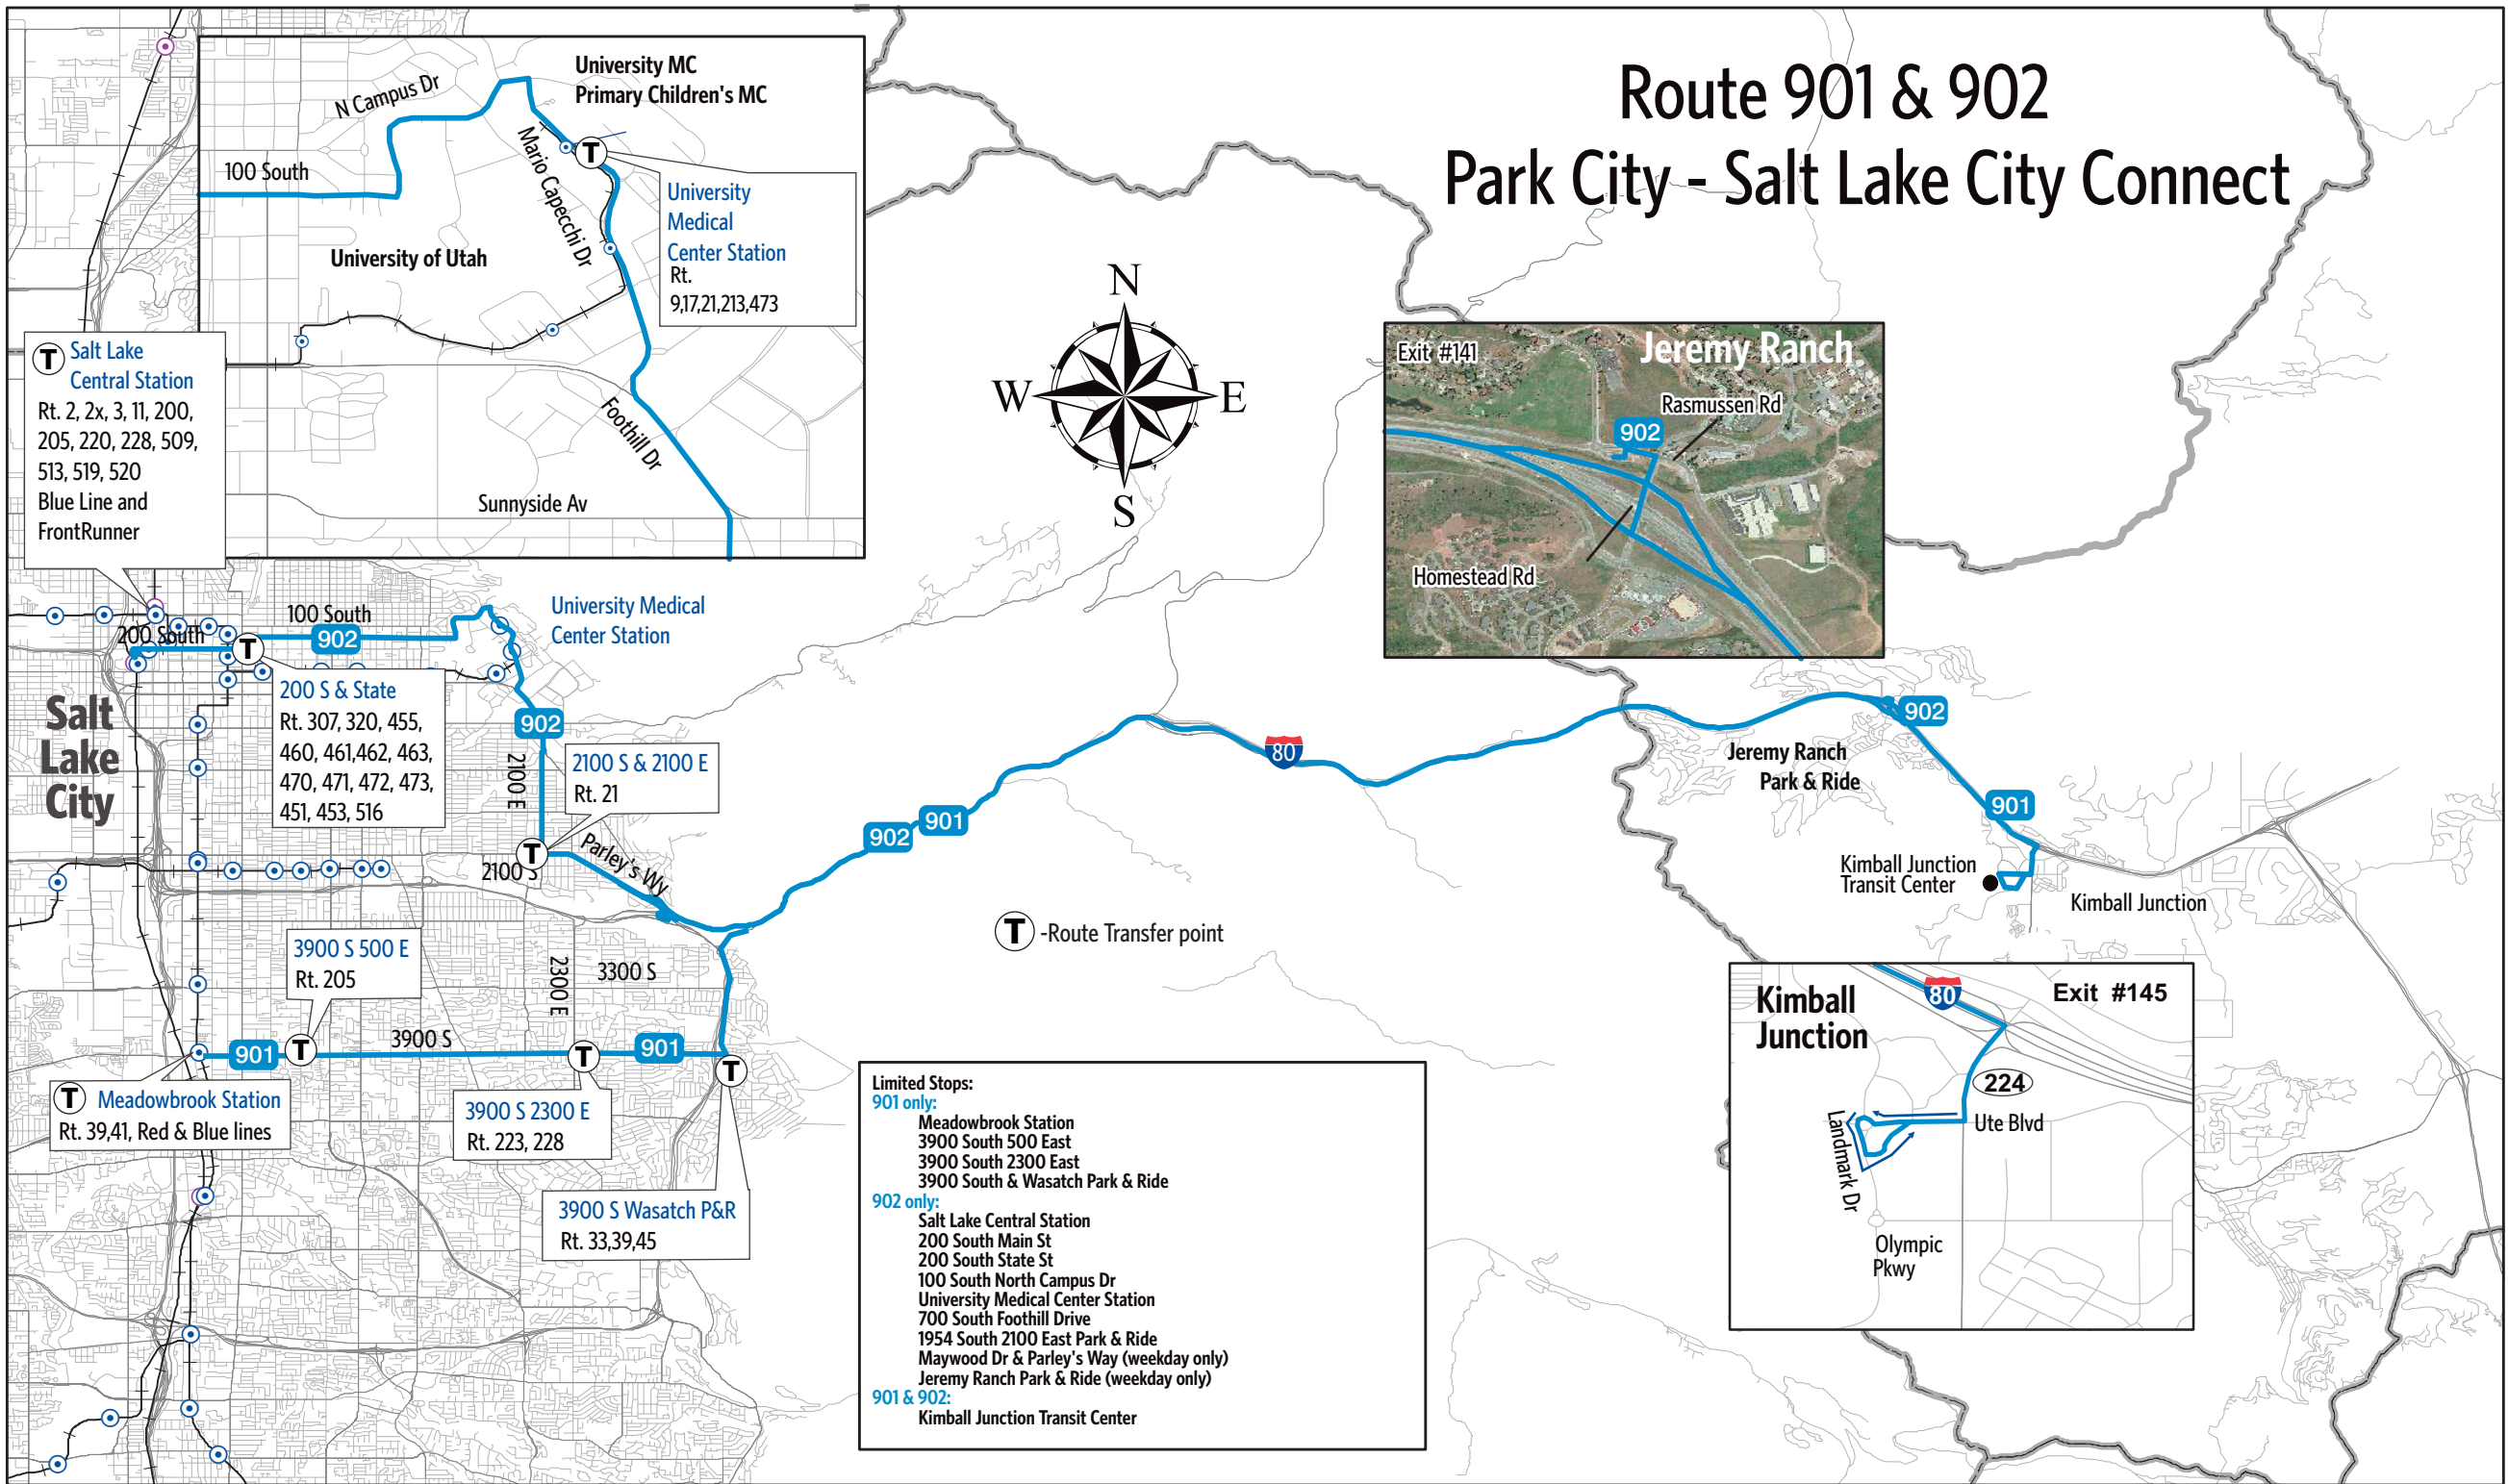 Route 901 & 902
Park City - Salt Lake City Connect
University MC
Primary Children's MC
N Campus Dr
100 South
Mario Capecchi Dr
T
University
Medical
Center Station
Rt.
9,17,21,213,473
University of Utah
Foothill Dr
Sunnyside Av
T Salt Lake
Central Station
Rt. 2, 2x, 3, 11, 200,
205, 220, 228, 509,
513, 519, 520
Blue Line and
FrontRunner
N
W
E
S
Exit #141
Jeremy Ranch
Rasmussen Rd
902
Homestead Rd
100 South
200 South
902
T
University Medical
Center Station
Salt
Lake
City
200 S & State
Rt. 307, 320, 455,
460, 461,462, 463,
470, 471, 472, 473,
451, 453, 516
902
2100 E
2100 S & 2100 E
Rt. 21
T
2100 S
Parley's Wy
902
901
80
902
Jeremy Ranch
Park & Ride
901
Kimball Junction
Transit Center
Kimball Junction
T -Route Transfer point
3900 S 500 E
Rt. 205
2300 E
3300 S
901
T
3900 S
T
901
T
T Meadowbrook Station
Rt. 39,41, Red & Blue lines
3900 S 2300 E
Rt. 223, 228
3900 S Wasatch P&R
Rt. 33,39,45
Limited Stops:
901 only:
Meadowbrook Station
3900 South 500 East
3900 South 2300 East
3900 South & Wasatch Park & Ride
902 only:
Salt Lake Central Station
200 South Main St
200 South State St
100 South North Campus Dr
University Medical Center Station
700 South Foothill Drive
1954 South 2100 East Park & Ride
Maywood Dr & Parley's Way (weekday only)
Jeremy Ranch Park & Ride (weekday only)
901 & 902:
Kimball Junction Transit Center
Kimball
Junction
80
Exit #145
224
Ute Blvd
Landmark Dr
Olympic
Pkwy